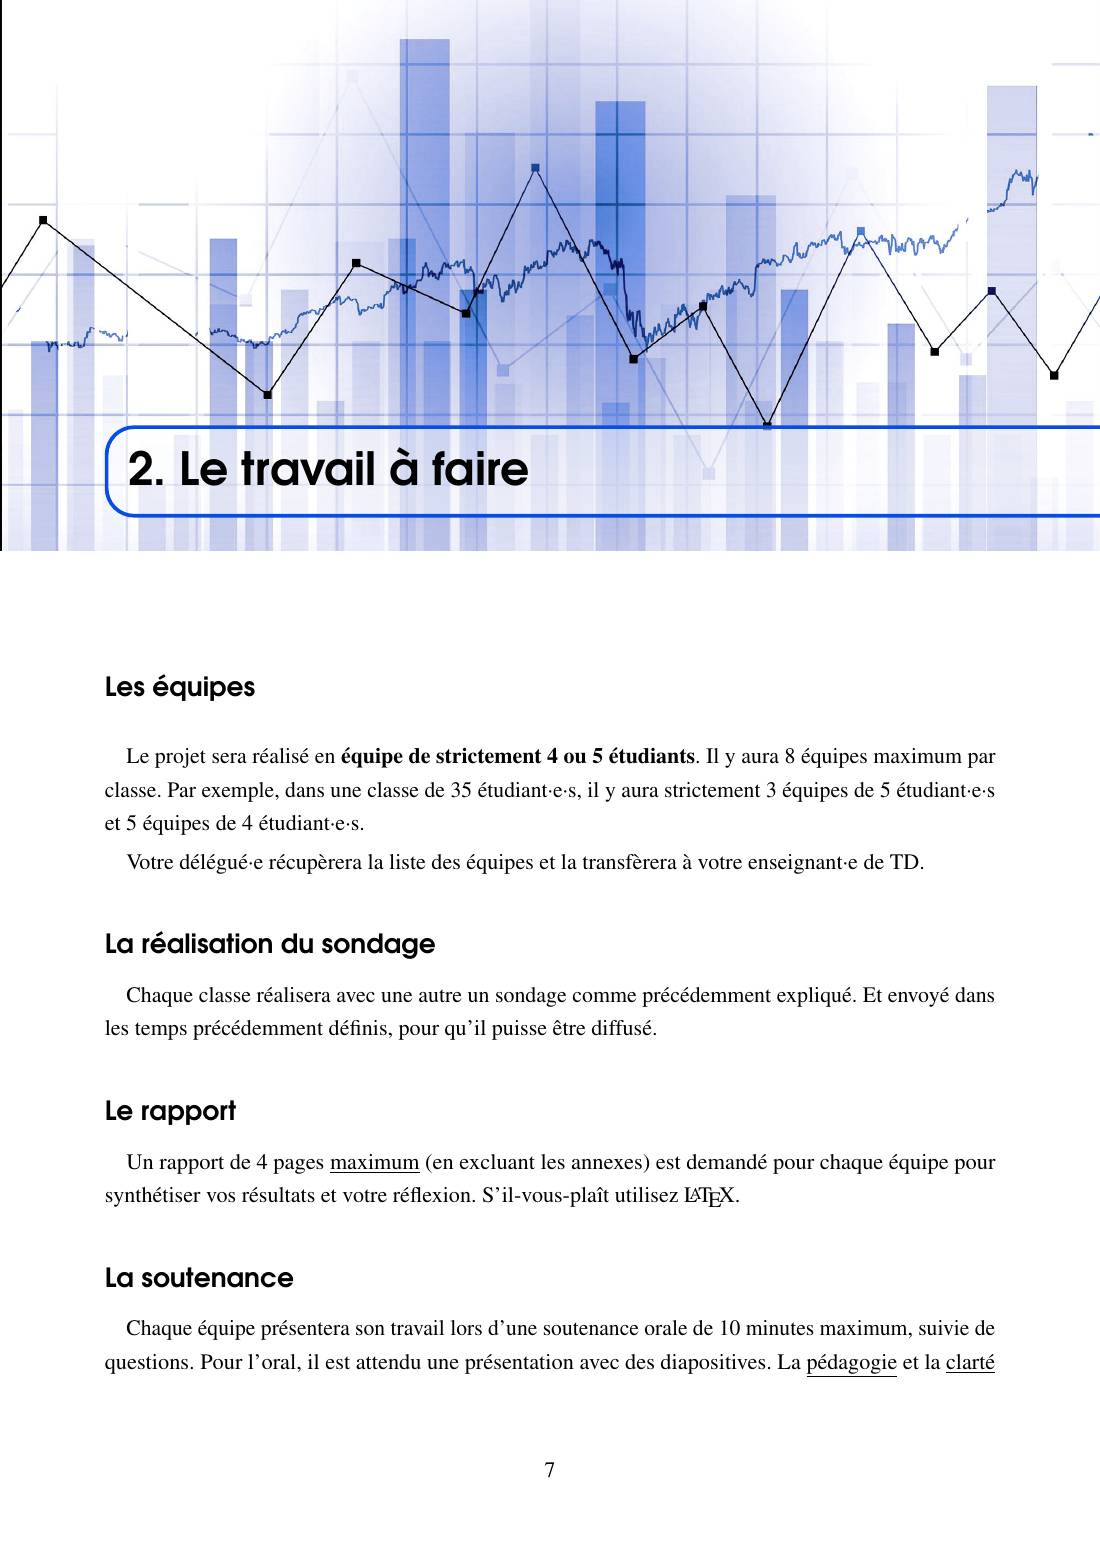 2. Le travail à faire
Les équipes
Le projet sera réalisé en équipe de strictement 4 ou 5 étudiants. Il y aura 8 équipes maximum par
classe. Par exemple, dans une classe de 35 étudiant·e·s, il y aura strictement 3 équipes de 5 étudiant·e·s
et 5 équipes de 4 étudiant·e·s.
Votre délégué·e récupèrera la liste des équipes et la transfèrera à votre enseignant·e de TD.
La réalisation du sondage
Chaque classe réalisera avec une autre un sondage comme précédemment expliqué. Et envoyé dans
les temps précédemment définis, pour qu'il puisse être diffusé.
Le rapport
Un rapport de 4 pages maximum (en excluant les annexes) est demandé pour chaque équipe pour
synthétiser vos résultats et votre réflexion. S'il-vous-plaît utilisez LATEX.
La soutenance
Chaque équipe présentera son travail lors d'une soutenance orale de 10 minutes maximum, suivie de
questions. Pour l'oral, il est attendu une présentation avec des diapositives. La pédagogie et la clarté
7